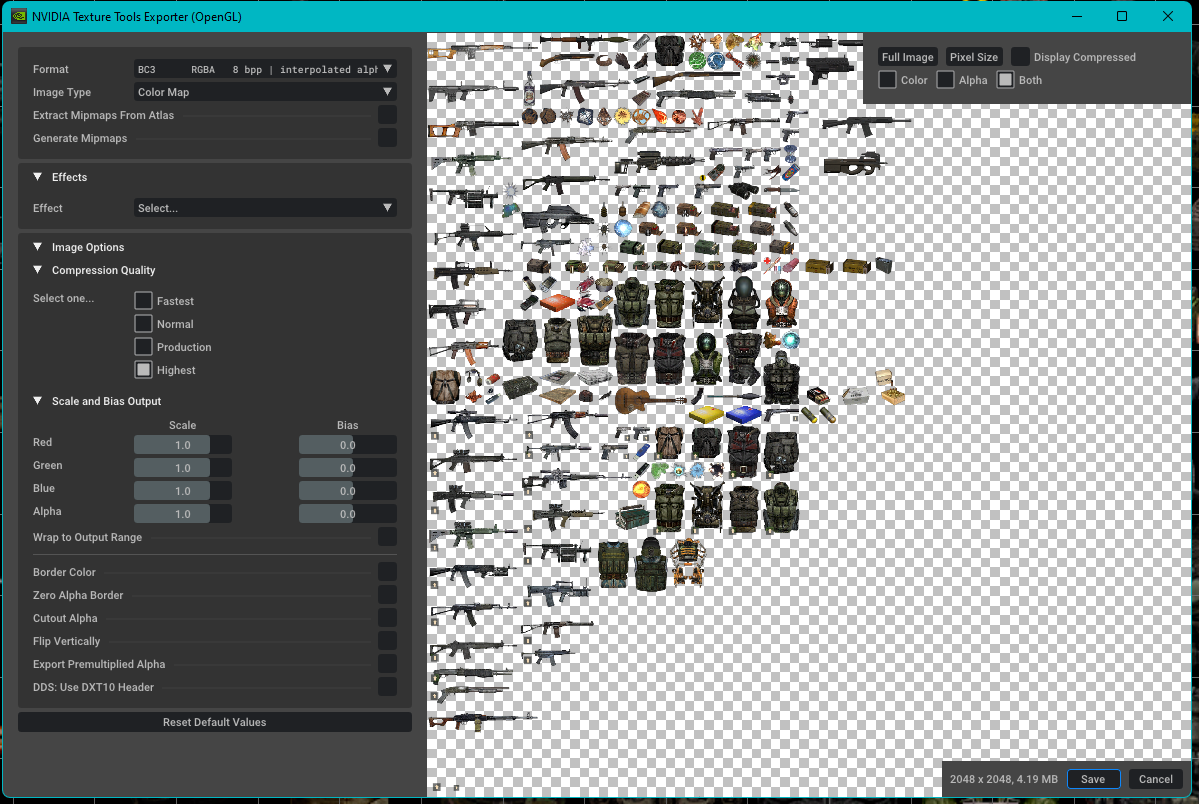 NVIDIA Texture Tools Exporter (OpenGL)
Format BC3 RGBA 8 bpp | interpolated alph
Image Type Color Map
Extract Mipmaps From Atlas
Generate Mipmaps
Effects
Effect Select...
Image Options
Compression Quality
Select one... Fastest
Normal
Production
Highest
Scale and Bias Output
Scale Bias
Red 1.0 0.0
Green 1.0 0.0
Blue 1.0 0.0
Alpha 1.0 0.0
Wrap to Output Range
Border Color
Zero Alpha Border
Cutout Alpha
Flip Vertically
Export Premultiplied Alpha
DDS: Use DXT10 Header
Reset Default Values
Full Image Pixel Size Display Compressed
Color Alpha Both
2048 x 2048, 4.19 MB Save Cancel